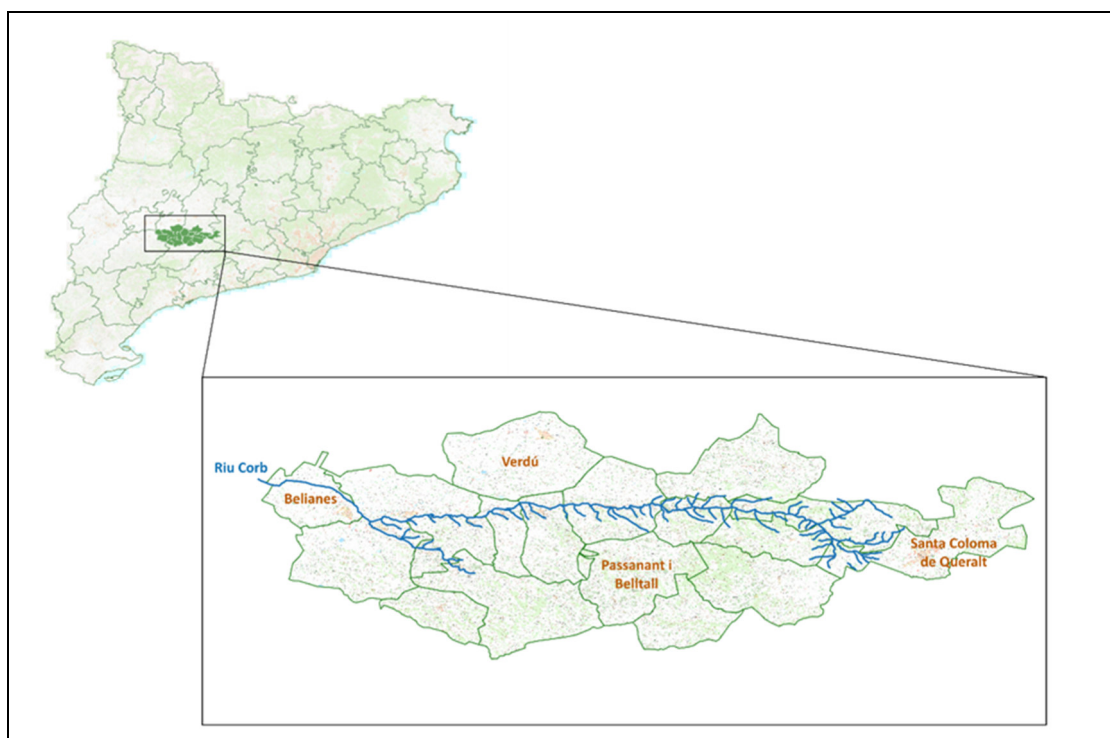 Verdú
Riu Corb
Belianes
Santa Coloma
de Queralt
Passanant i
Belltall